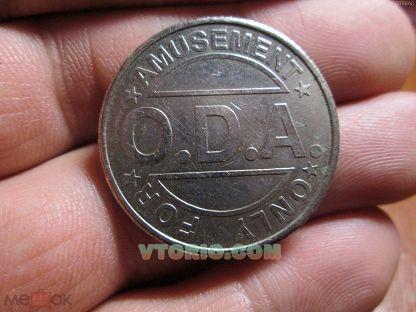 AMUSEMENT
O.D.A.
FOR ONLY
VTORIO.COM
мешок